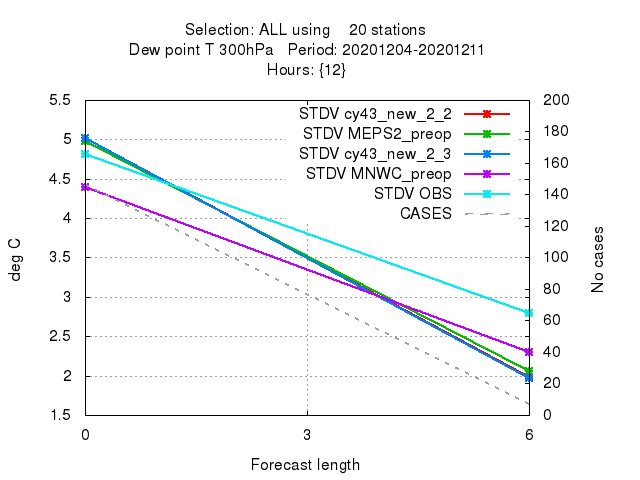 Selection: ALL using    20 stations
Dew point T 300hPa   Period: 20201204-20201211
Hours: {12}
5.5 200
STDV cy43_new_2_2
180
5 STDV MEPS2_preop
STDV cy43_new_2_3 160
4.5 STDV MNWC_preop
STDV OBS 140
4 CASES 120
deg C
3.5 100
No cases
3 80
60
2.5
40
2 20
1.5 0
0 3 6
Forecast length